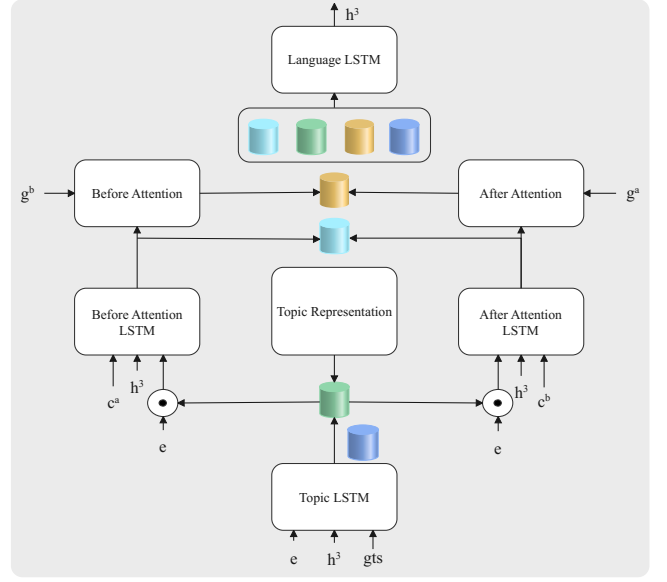 h³
Language LSTM
gᵇ
Before Attention
After Attention
gᵃ
Before Attention
LSTM
Topic Representation
After Attention
LSTM
cᵃ
h³
h³
cᵇ
e
e
Topic LSTM
e
h³
gts